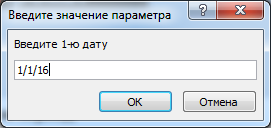 Введите значение параметра
Введите 1-ю дату
1/1/16
OK
Отмена